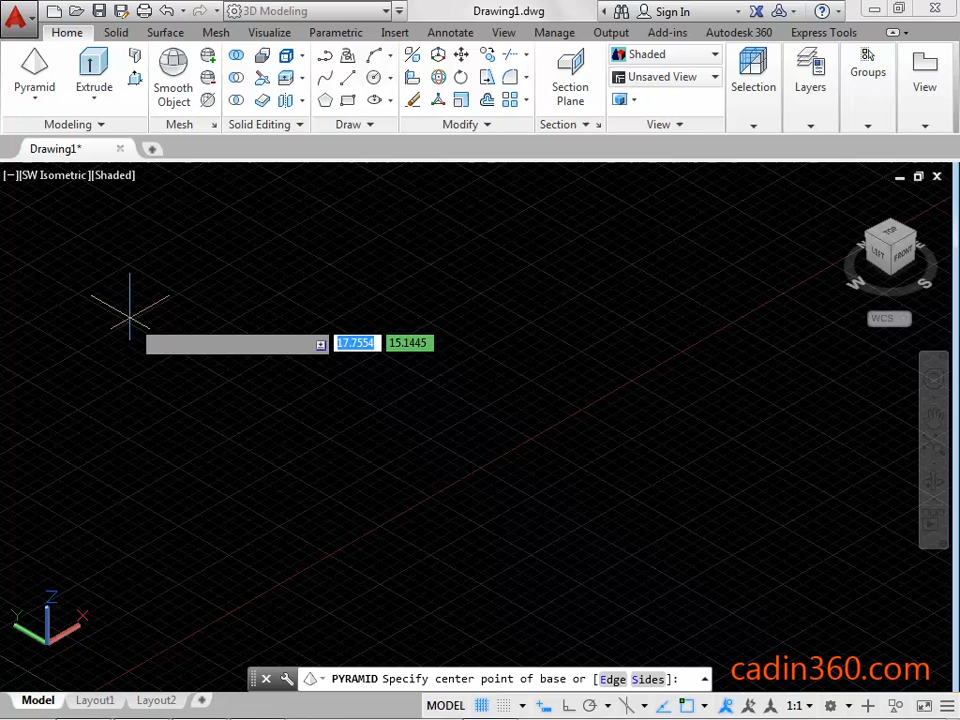 3D Modeling Drawing1.dwg Sign In
Home Solid Surface Mesh Visualize Parametric Insert Annotate View Manage Output Add-ins Autodesk 360 Express Tools
Pyramid Extrude Smooth Object Section Plane Shaded Unsaved View Selection Layers Groups View
Modeling Mesh Solid Editing Draw Modify Section View
Drawing1*
[−][SW Isometric][Shaded]
TOP
LEFT FRONT
N E
W S
WCS
17.7554 15.1445
Z
Y X
PYRAMID Specify center point of base or [Edge Sides]:
cadin360.com
Model Layout1 Layout2
MODEL 1:1